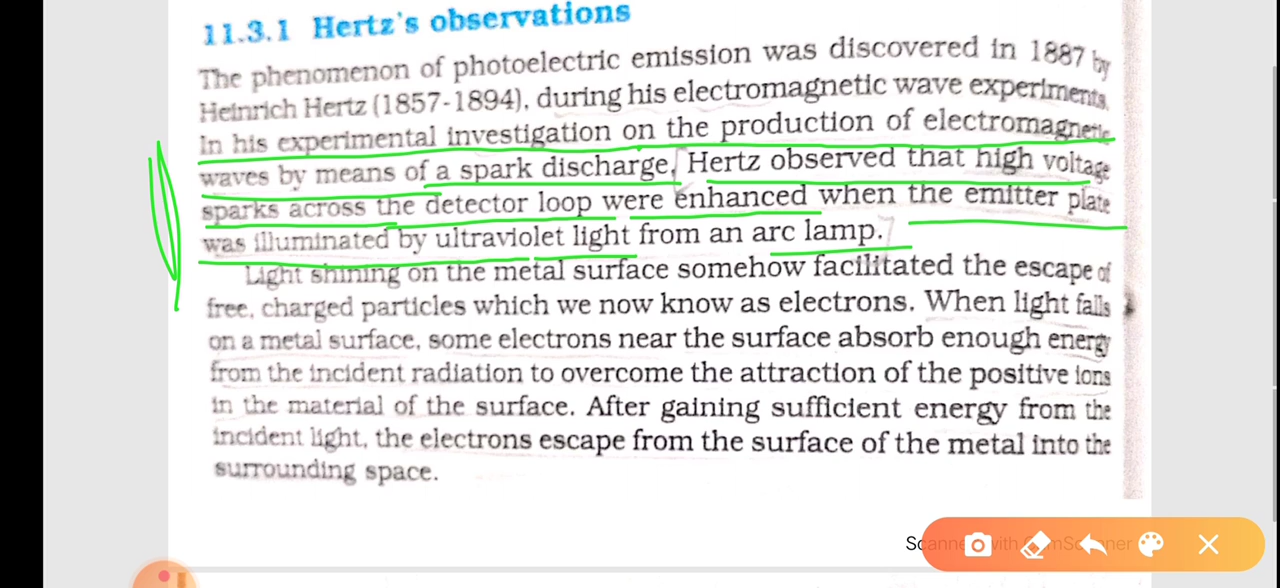 11.3.1 Hertz's observations
The phenomenon of photoelectric emission was discovered in 1887 by
Heinrich Hertz (1857-1894), during his electromagnetic wave experiments.
In his experimental investigation on the production of electromagnetic
waves by means of a spark discharge, Hertz observed that high voltage
sparks across the detector loop were enhanced when the emitter plate
was illuminated by ultraviolet light from an arc lamp.
Light shining on the metal surface somehow facilitated the escape of
free, charged particles which we now know as electrons. When light falls
on a metal surface, some electrons near the surface absorb enough energy
from the incident radiation to overcome the attraction of the positive ions
in the material of the surface. After gaining sufficient energy from the
incident light, the electrons escape from the surface of the metal into the
surrounding space.
Scanned with CamScanner